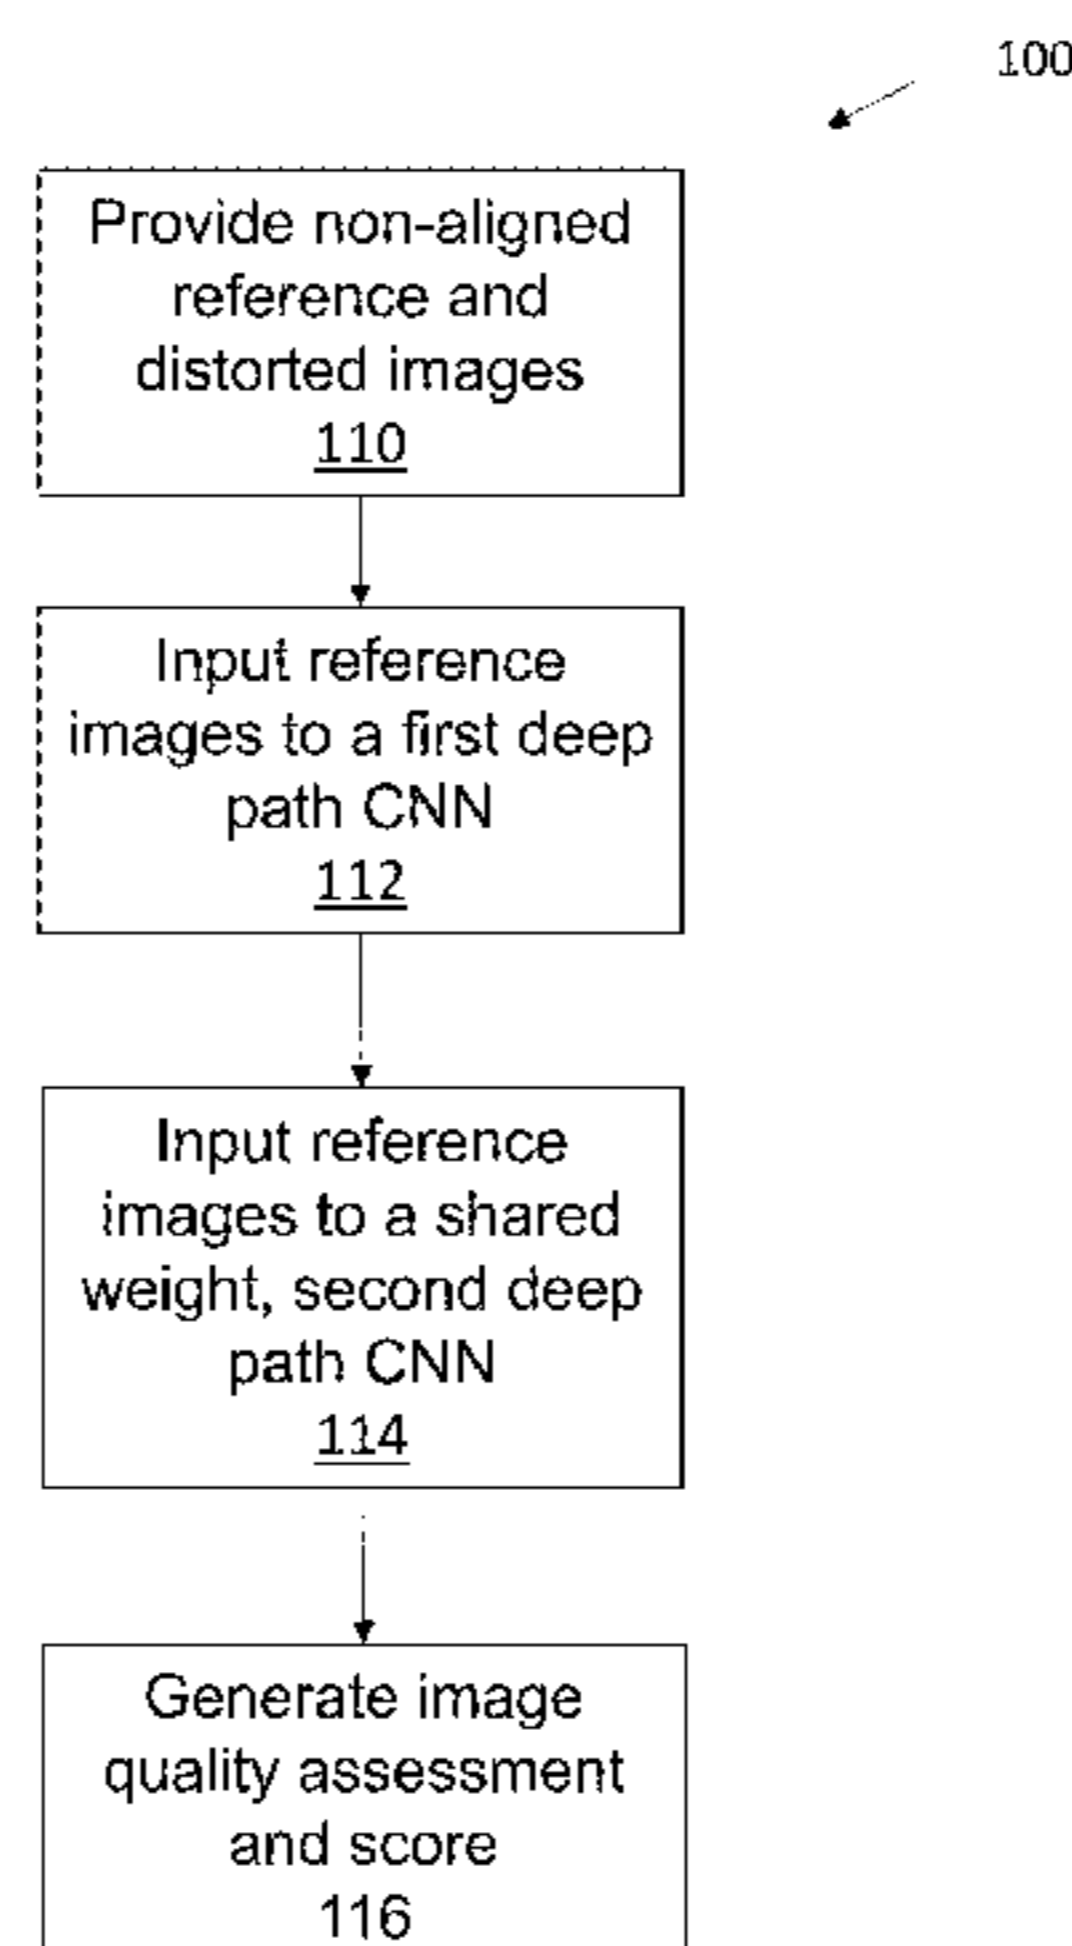 100
Provide non-aligned
reference and
distorted images
110
Input reference
images to a first deep
path CNN
112
Input reference
images to a shared
weight, second deep
path CNN
114
Generate image
quality assessment
and score
116